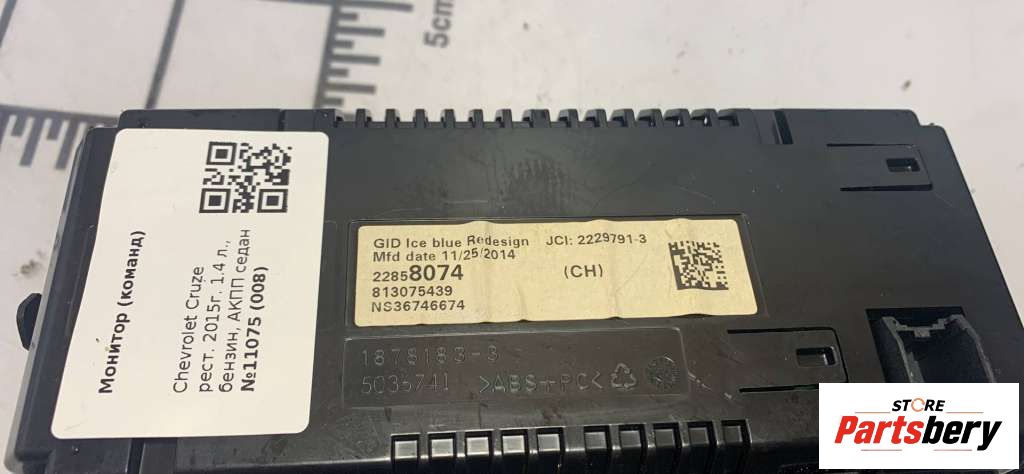 5cm
Монитор (команд)
Chevrolet Cruze
рест. 2015г. 1.4 л.,
бензин, АКПП седан
№11075 (008)
GID Ice blue Redesign JCI: 2229791-3
Mfd date 11/25/2014
22858074 (CH)
813075439
NS36746674
1878183-3
5035741 >ABS+PC<
STORE
Partsbery